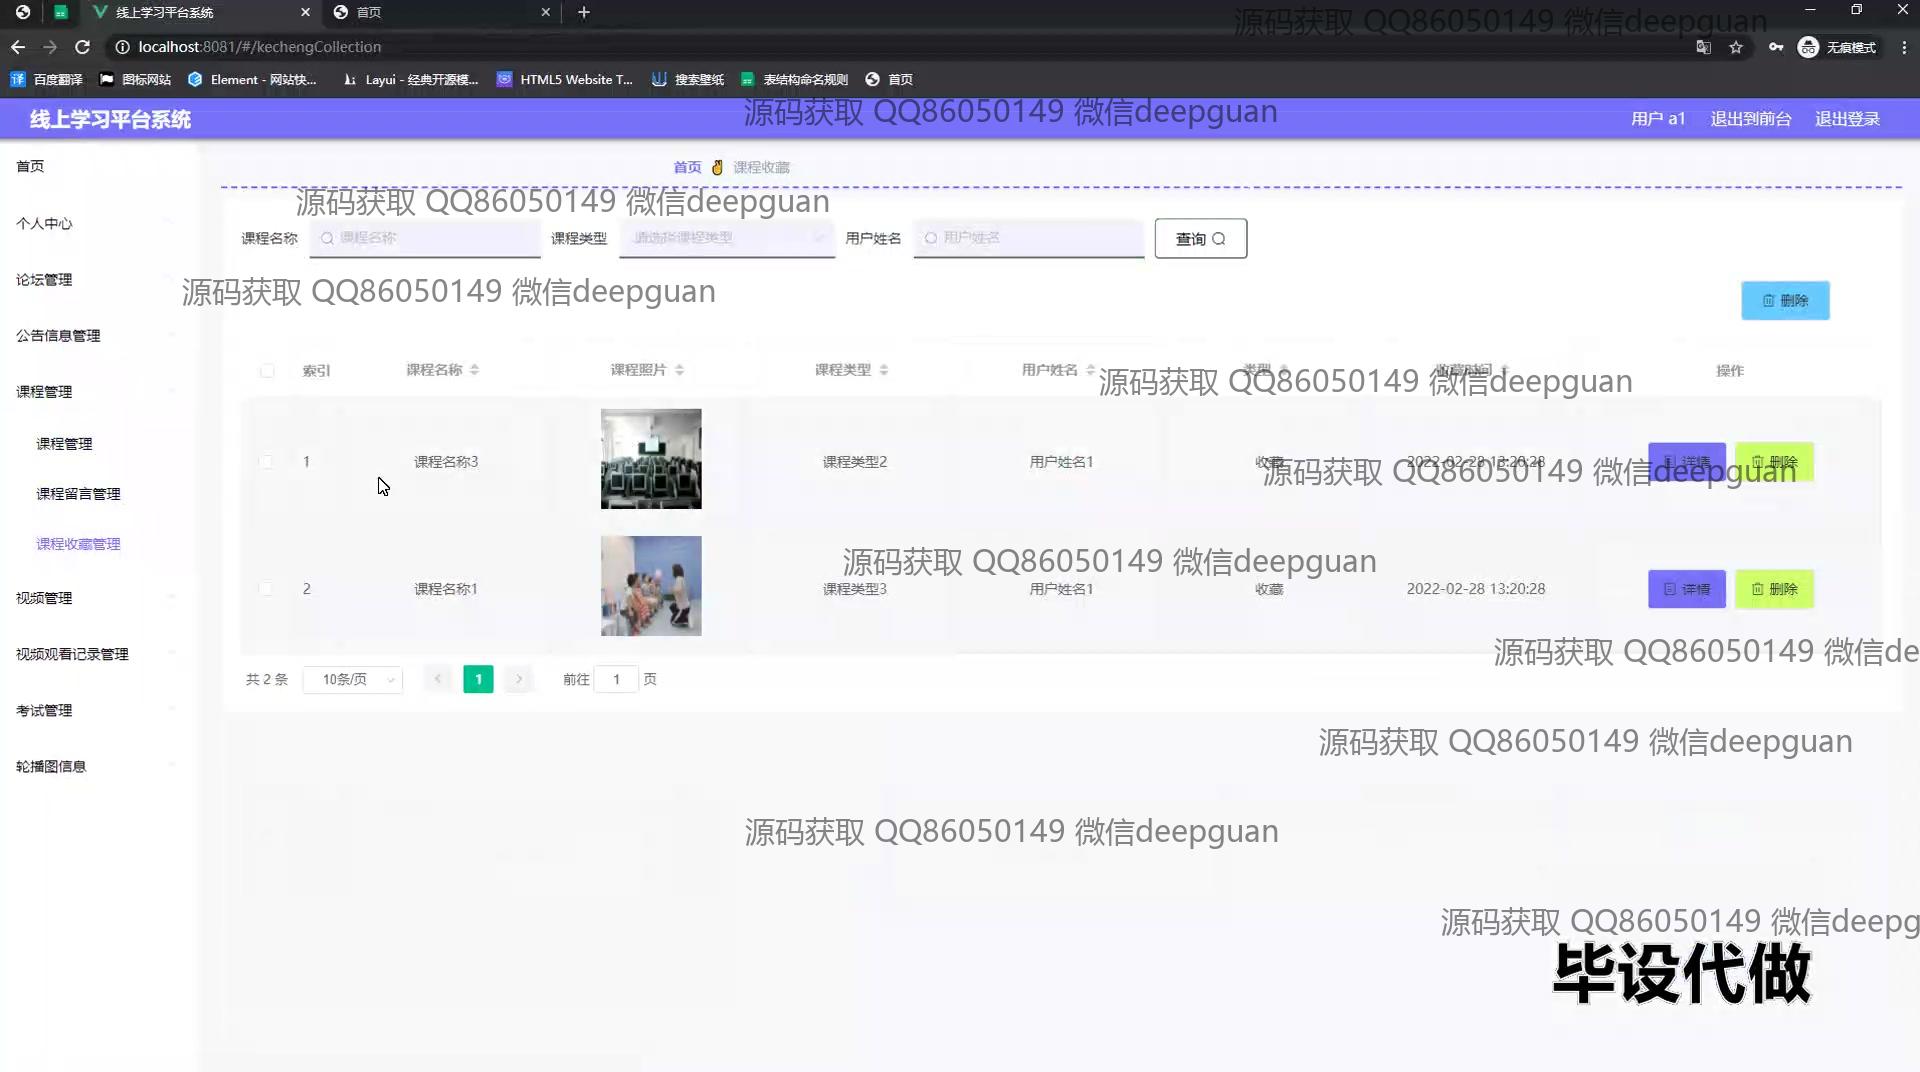 线上学习平台系统
首页
源码获取 QQ86050149 微信deepguan
localhost:8081/#/kechengCollection
无痕模式
百度翻译
图标网站
Element - 网站快...
Layui - 经典开源模...
HTML5 Website T...
搜索壁纸
表结构命名规则
首页
线上学习平台系统
源码获取 QQ86050149 微信deepguan
用户 a1
退出到前台
退出登录
首页
个人中心
论坛管理
公告信息管理
课程管理
课程管理
课程留言管理
课程收藏管理
视频管理
视频观看记录管理
考试管理
轮播图信息
首页
课程收藏
源码获取 QQ86050149 微信deepguan
课程名称
课程名称
课程类型
请选择课程类型
用户姓名
用户姓名
查询
源码获取 QQ86050149 微信deepguan
删除
索引 课程名称 课程照片 课程类型 用户姓名 类型 收藏时间 操作
源码获取 QQ86050149 微信deepguan
1 课程名称3 课程类型2 用户姓名1 收藏 2022-02-28 13:20:28 详情 删除
源码获取 QQ86050149 微信deepguan
源码获取 QQ86050149 微信deepguan
2 课程名称1 课程类型3 用户姓名1 收藏 2022-02-28 13:20:28 详情 删除
源码获取 QQ86050149 微信de
共 2 条 10条/页 1 前往 1 页
源码获取 QQ86050149 微信deepguan
源码获取 QQ86050149 微信deepguan
源码获取 QQ86050149 微信deepg
毕设代做